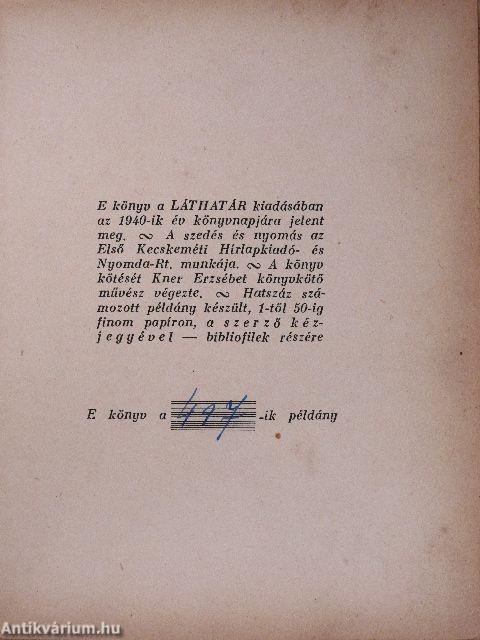 E könyv a LÁTHATÁR kiadásában
az 1940-ik év könyvnapjára jelent
meg. ∾ A szedés és nyomás az
Első Kecskeméti Hírlapkiadó- és
Nyomda-Rt. munkája. ∾ A könyv
kötését Kner Erzsébet könyvkötő
művész végezte. ∾ Hatszáz szá-
mozott példány készült, 1-től 50-ig
finom papíron, a szerző kéz-
jegyével — bibliofilek részére
E könyv a 497-ik példány
Antikvárium.hu